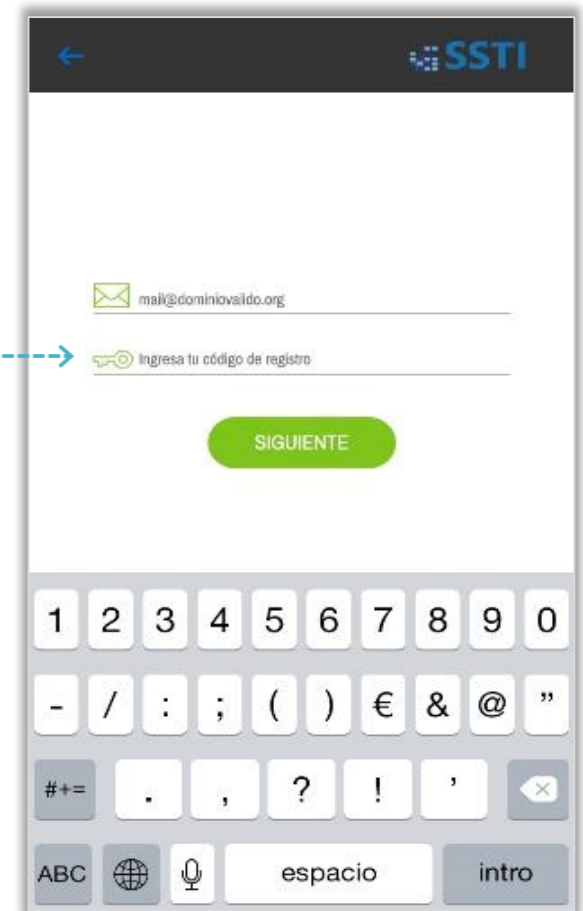 SSTI
mail@dominiovalido.org
Ingresa tu código de registro
SIGUIENTE
1 2 3 4 5 6 7 8 9 0
- / : ; ( ) € & @ ”
#+= . , ? ! ’
ABC espacio intro